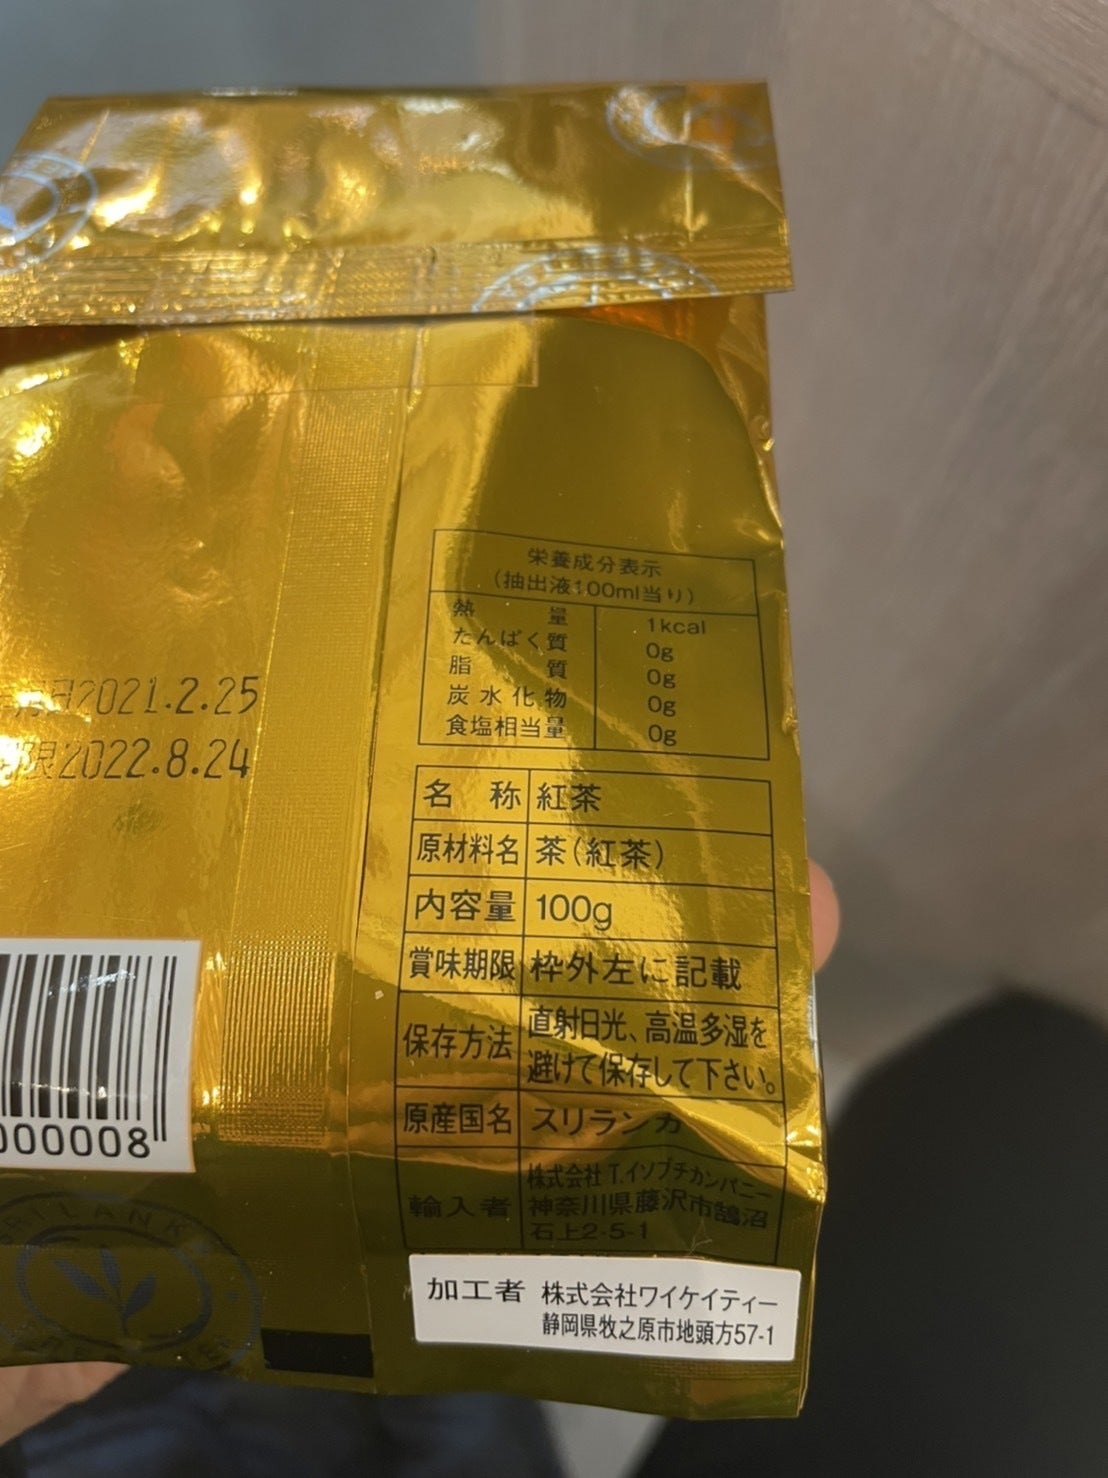 栄養成分表示
(抽出液100ml当り)
熱量 1kcal
たんぱく質 0g
脂質 0g
炭水化物 0g
食塩相当量 0g
2021.2.25
限2022.8.24
名称 紅茶
原材料名 茶(紅茶)
内容量 100g
賞味期限 枠外左に記載
保存方法 直射日光、高温多湿を
避けて保存して下さい。
原産国名 スリランカ
輸入者 株式会社 T.イソブチカンパニー
神奈川県藤沢市鵠沼
石上2-5-1
000008
加工者 株式会社ワイケイティー
静岡県牧之原市地頭方57-1